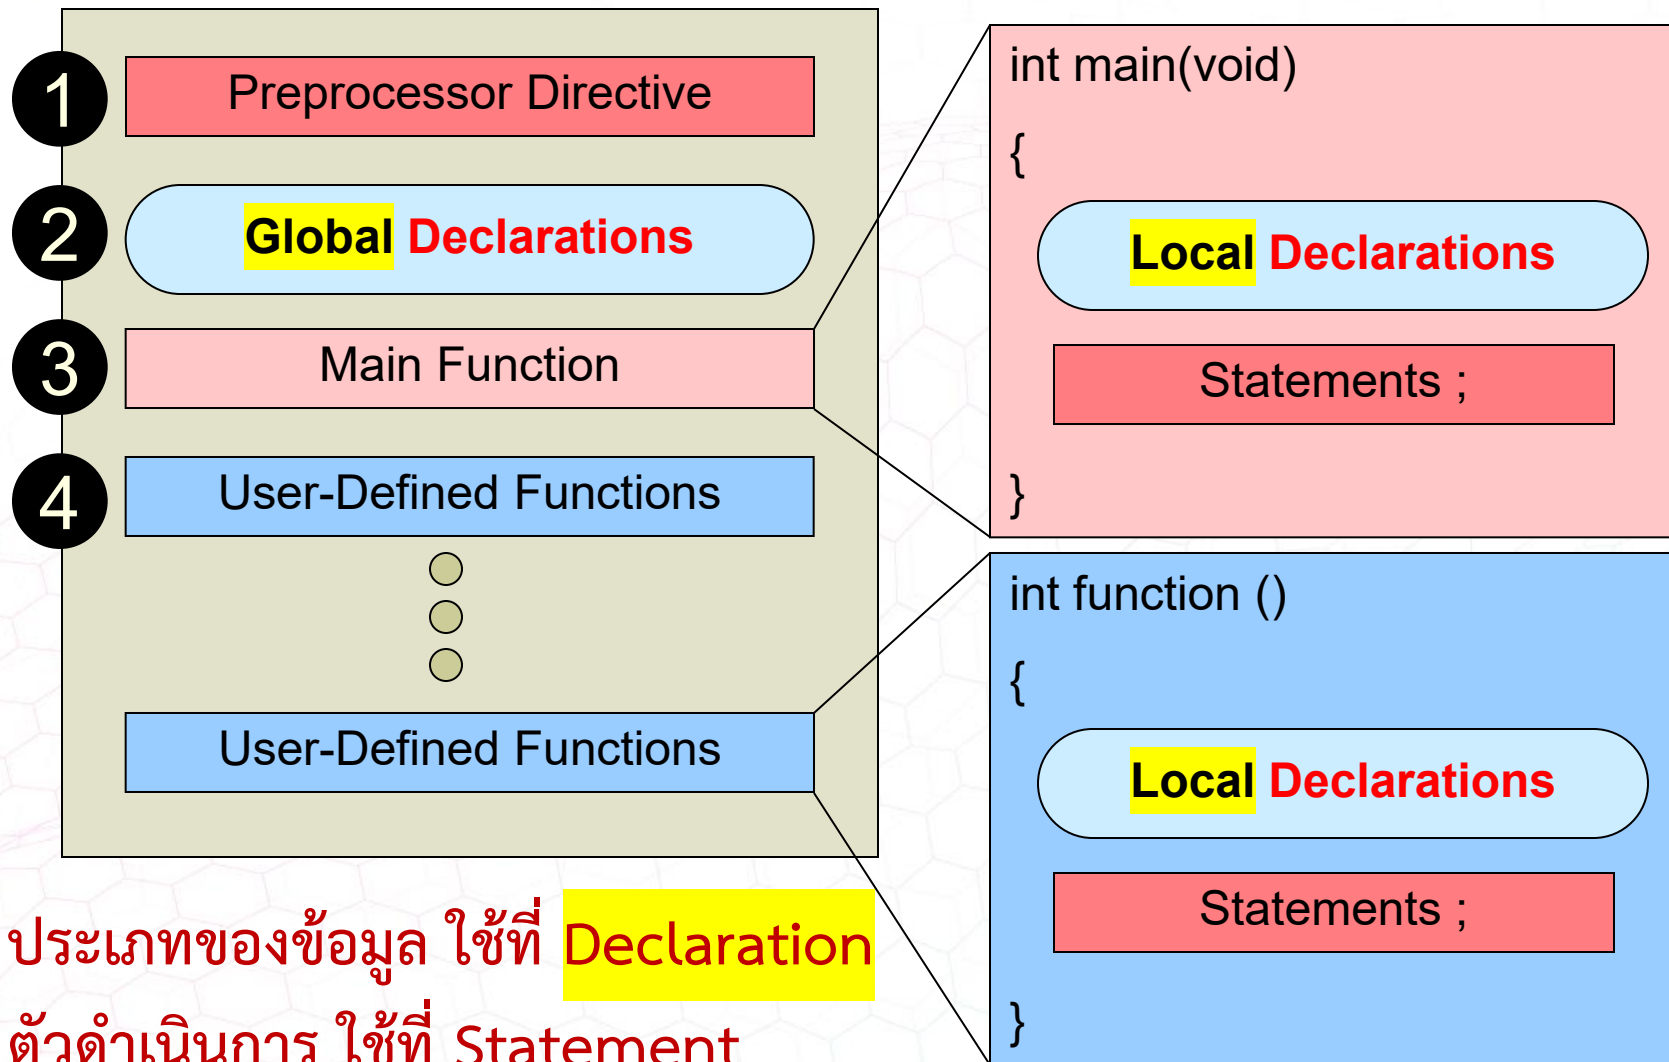 1
Preprocessor Directive
2
Global Declarations
3
Main Function
4
User-Defined Functions
User-Defined Functions
int main(void)
{
Local Declarations
Statements ;
}
int function ()
{
Local Declarations
Statements ;
}
ประเภทของข้อมูล ใช้ที่ Declaration
ตัวดำเนินการ ใช้ที่ Statement